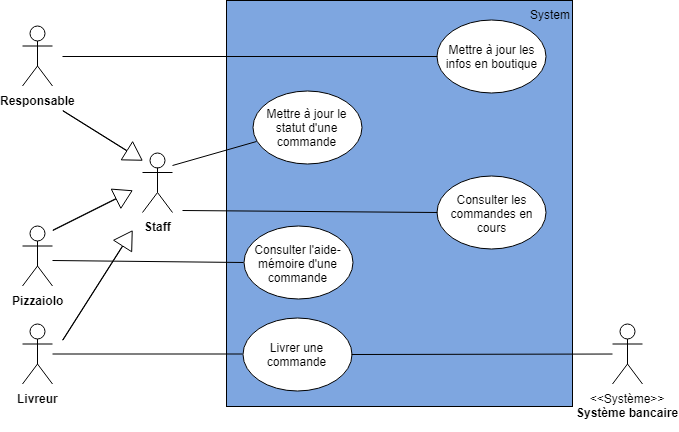 System
Mettre à jour les
infos en boutique
Responsable
Mettre à jour le
statut d'une
commande
Staff
Consulter les
commandes en
cours
Consulter l'aide-
mémoire d'une
commande
Pizzaiolo
Livrer une
commande
Livreur
<<Système>>
Système bancaire